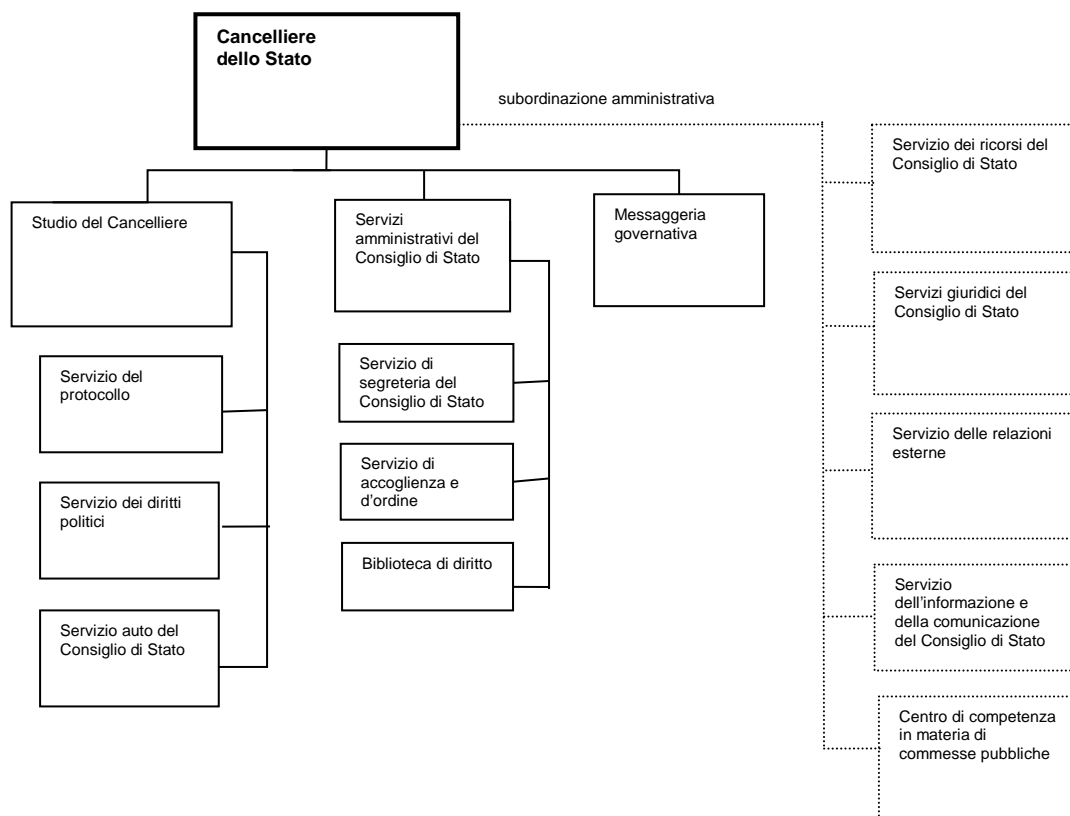 Cancelliere
dello Stato
subordinazione amministrativa
Studio del Cancelliere
Servizio del
protocollo
Servizio dei diritti
politici
Servizio auto del
Consiglio di Stato
Servizi
amministrativi del
Consiglio di Stato
Servizio di
segreteria del
Consiglio di Stato
Servizio di
accoglienza e
d'ordine
Biblioteca di diritto
Messaggeria
governativa
Servizio dei ricorsi del
Consiglio di Stato
Servizi giuridici del
Consiglio di Stato
Servizio delle relazioni
esterne
Servizio
dell'informazione e
della comunicazione
del Consiglio di Stato
Centro di competenza
in materia di
commesse pubbliche